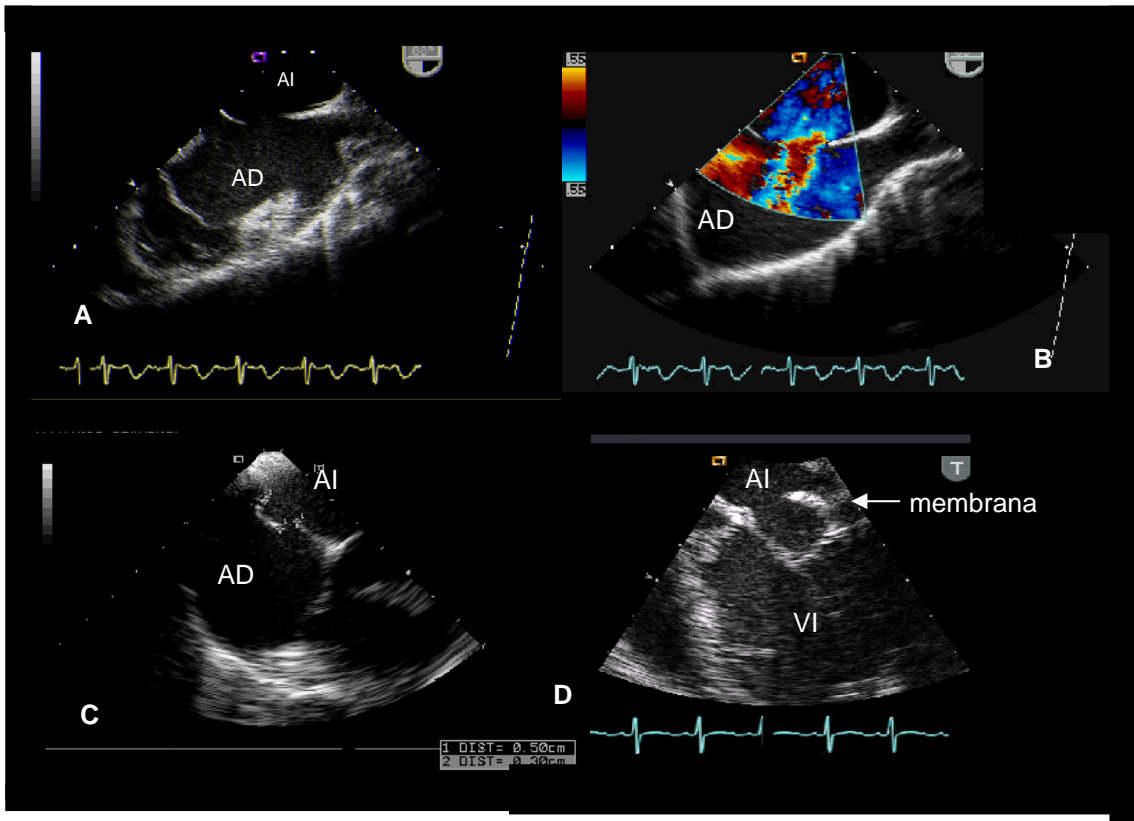 AI
AD
A
.55
.55
AD
B
AI
AD
C
1 DIST= 0.50cm
2 DIST= 0.30cm
T
AI
membrana
VI
D